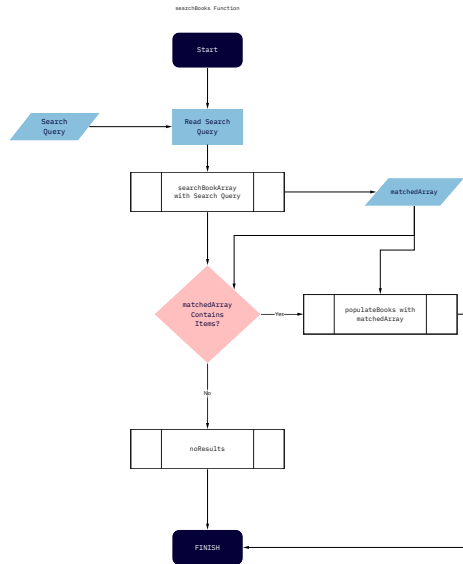 searchBooks Function
Start
Search
Query
Read Search
Query
searchBookArray
with Search Query
matchedArray
matchedArray
Contains
Items?
Yes
populateBooks with
matchedArray
No
noResults
FINISH